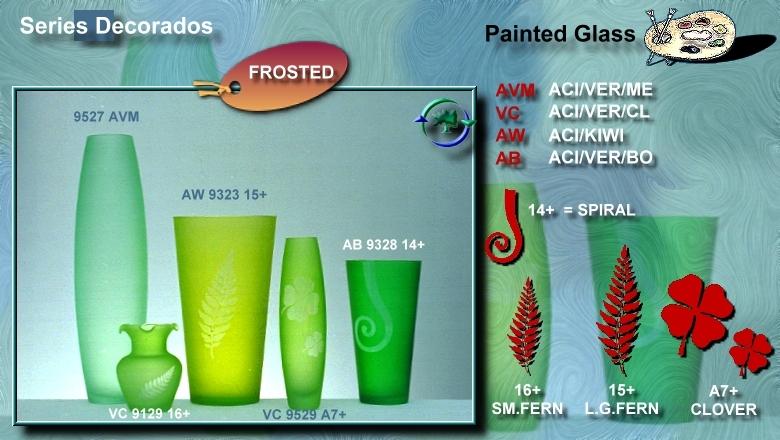 Series Decorados
Painted Glass
FROSTED
AVM ACI/VER/ME
VC ACI/VER/CL
AW ACI/KIWI
AB ACI/VER/BO
9527 AVM
AW 9323 15+
AB 9328 14+
VC 9129 16+
VC 9529 A7+
14+ = SPIRAL
16+
SM.FERN
15+
L.G.FERN
A7+
CLOVER